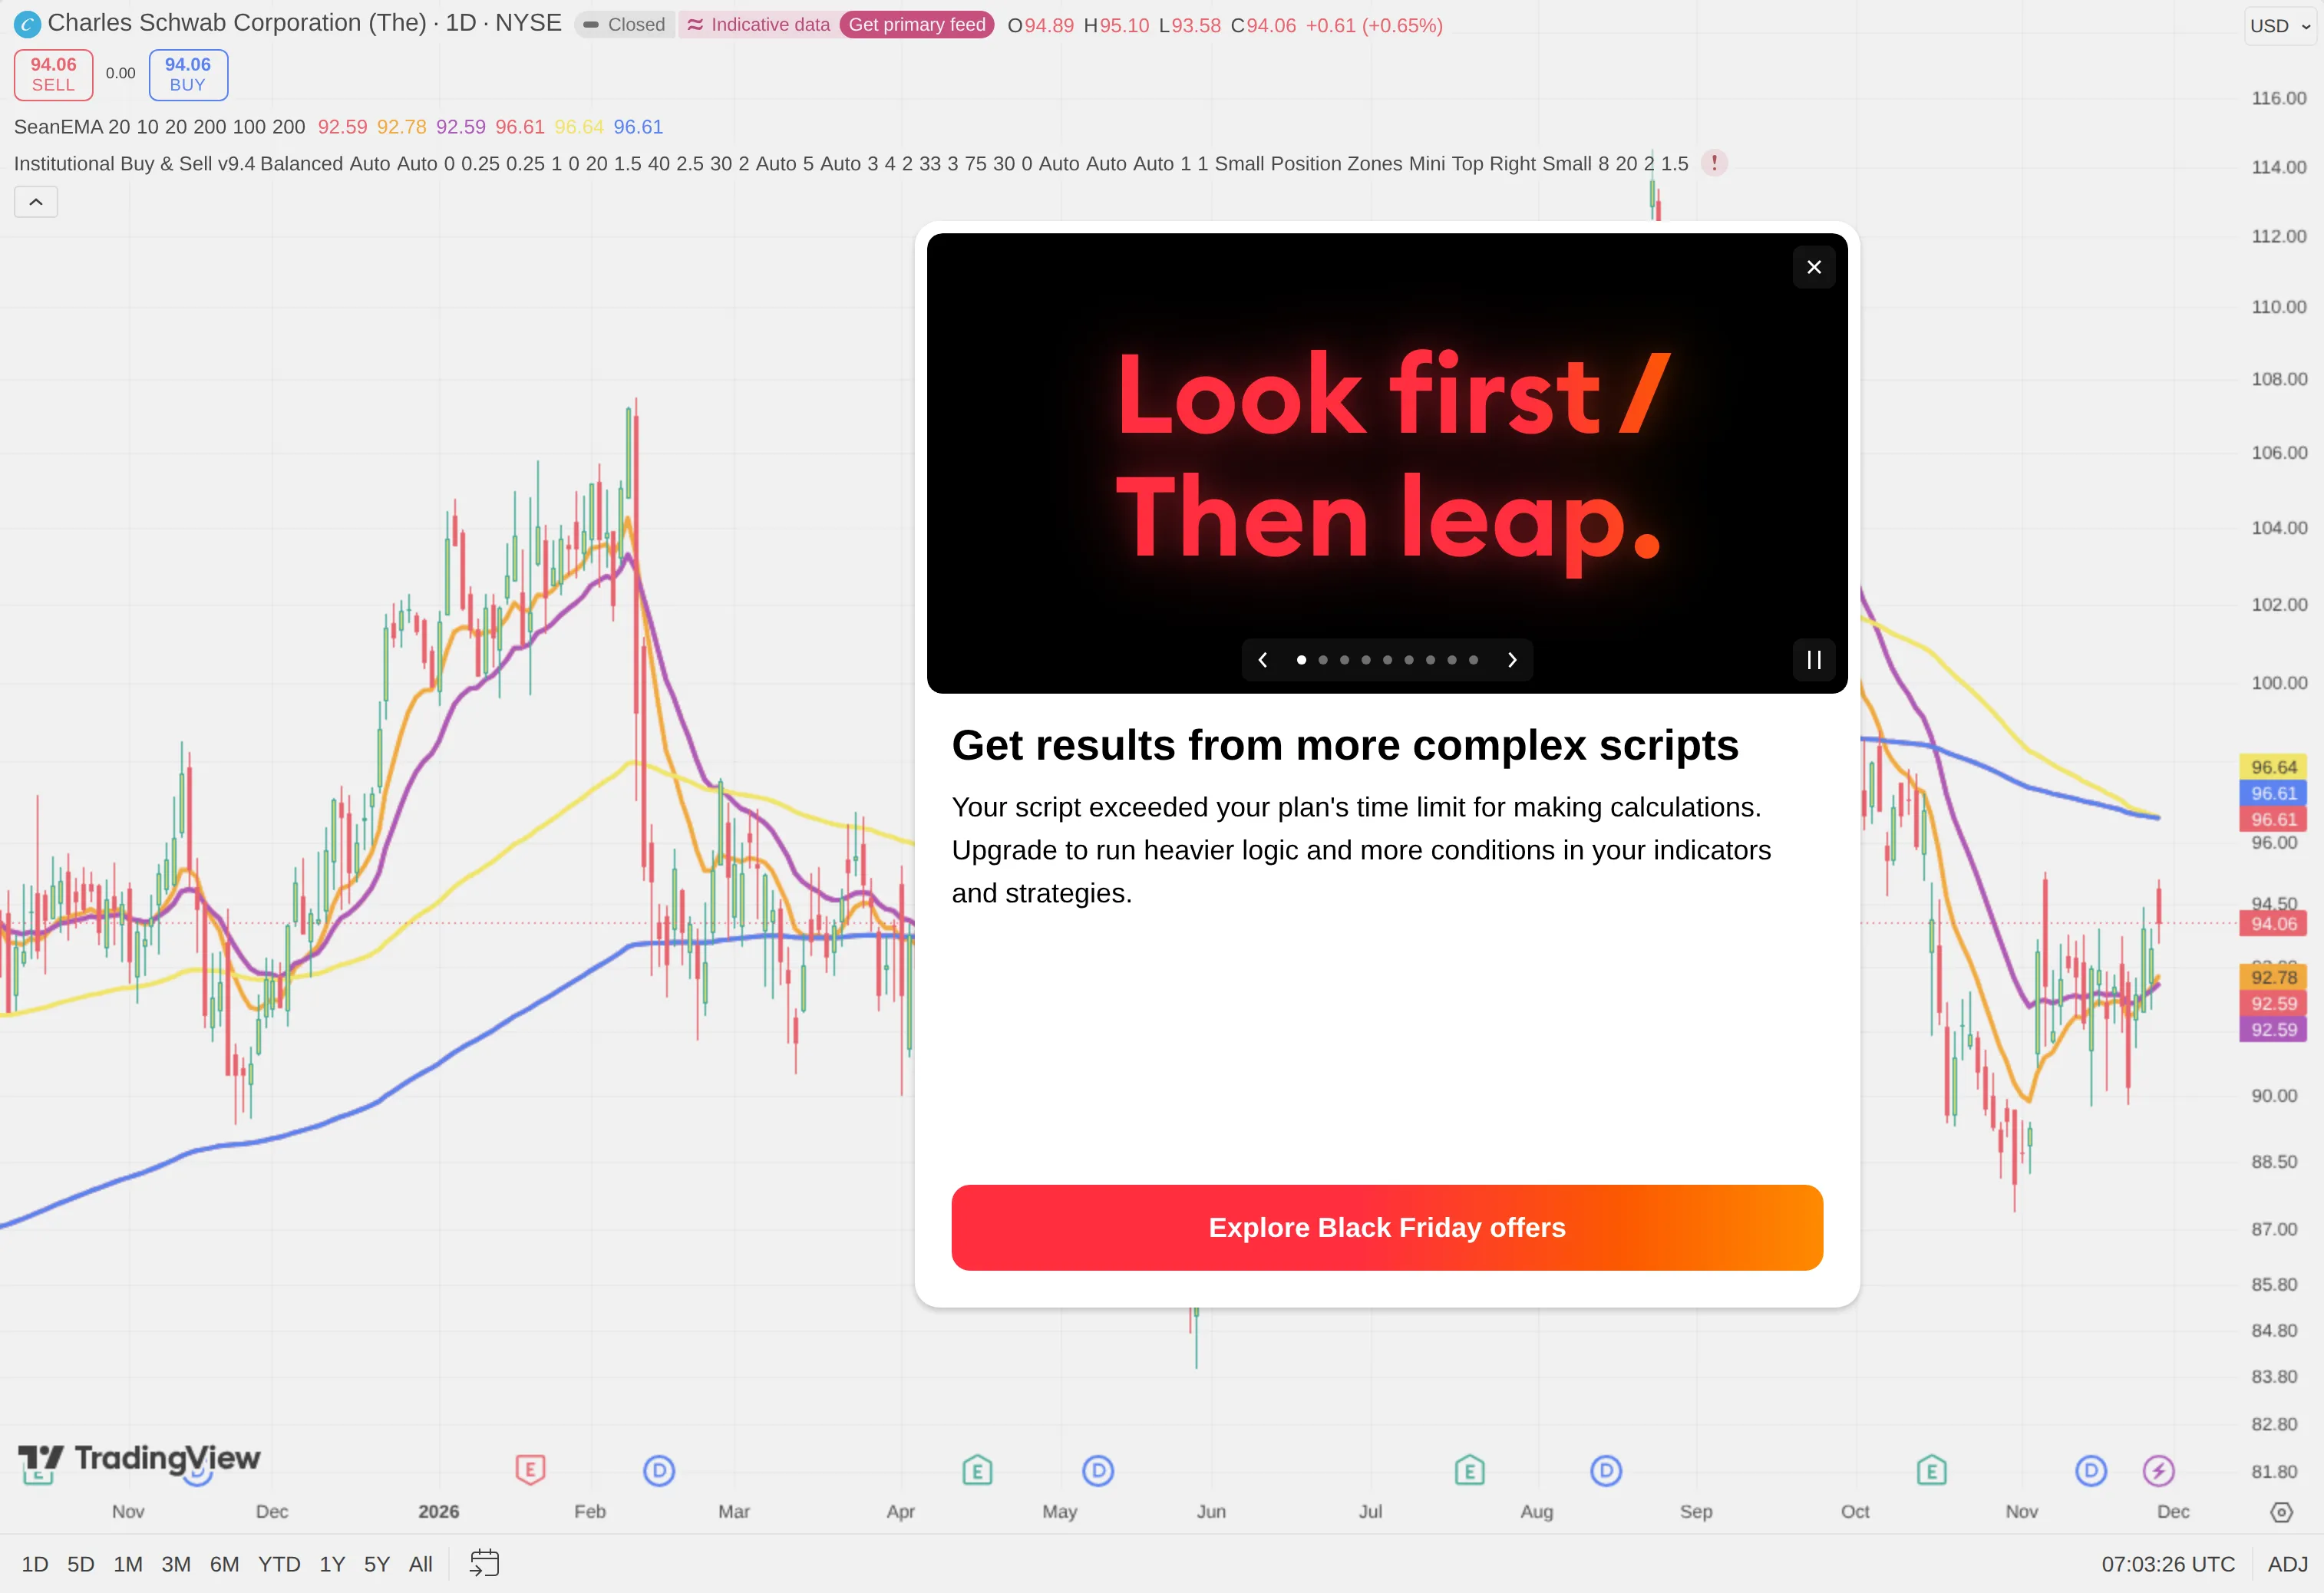 Charles Schwab Corporation (The) · 1D · NYSE Closed Indicative data Get primary feed O94.89 H95.10 L93.58 C94.06 +0.61 (+0.65%)
USD
94.06 SELL
0.00
94.06 BUY
SeanEMA 20 10 20 200 100 200 92.59 92.78 92.59 96.61 96.64 96.61
Institutional Buy & Sell v9.4 Balanced Auto Auto 0 0.25 0.25 1 0 20 1.5 40 2.5 30 2 Auto 5 Auto 3 4 2 33 3 75 30 0 Auto Auto Auto 1 1 Small Position Zones Mini Top Right Small 8 20 2 1.5 !
116.00
114.00
112.00
110.00
108.00
106.00
104.00
102.00
100.00
96.64
96.61
96.61
96.00
94.50
94.06
92.78
92.59
92.59
90.00
88.50
87.00
85.80
84.80
83.80
82.80
81.80
Look first /
Then leap.
Get results from more complex scripts
Your script exceeded your plan's time limit for making calculations.
Upgrade to run heavier logic and more conditions in your indicators
and strategies.
Explore Black Friday offers
TradingView
E D E D E D E D E D
Nov Dec 2026 Feb Mar Apr May Jun Jul Aug Sep Oct Nov Dec
1D 5D 1M 3M 6M YTD 1Y 5Y All
07:03:26 UTC ADJ